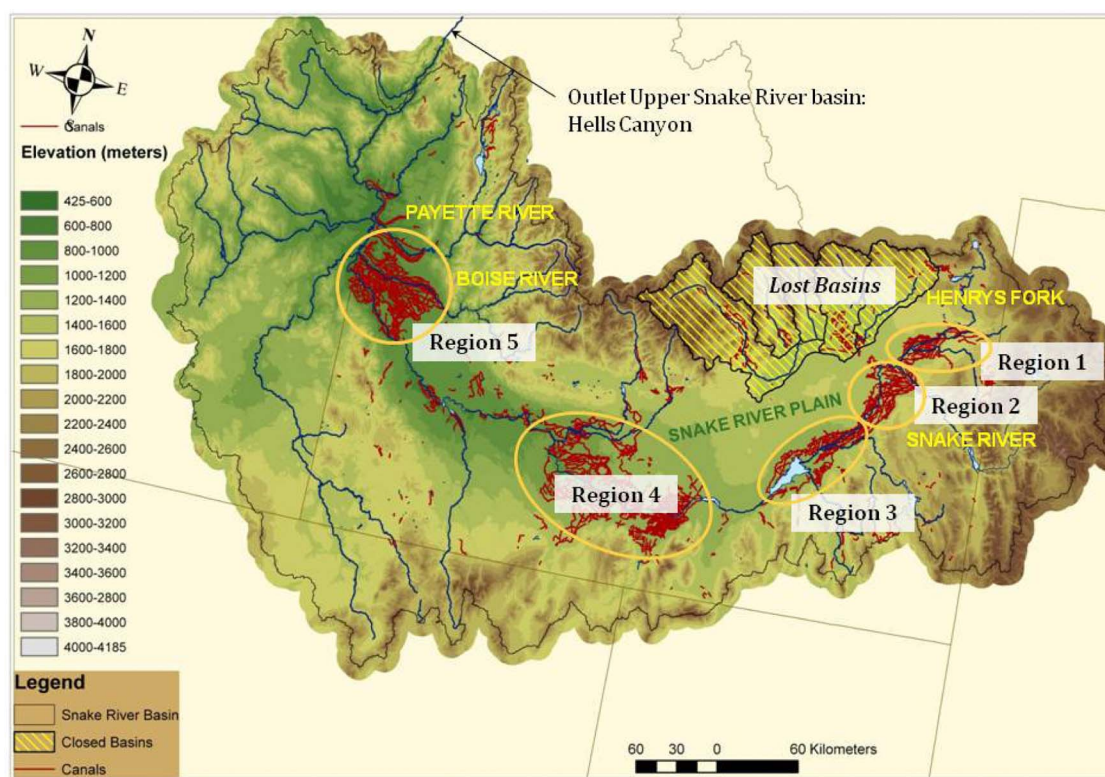 N
W
E
S
Canals
Elevation (meters)
425-600
600-800
800-1000
1000-1200
1200-1400
1400-1600
1600-1800
1800-2000
2000-2200
2200-2400
2400-2600
2600-2800
2800-3000
3000-3200
3200-3400
3400-3600
3600-2800
3800-4000
4000-4185
Legend
Snake River Basin
Closed Basins
Canals
Outlet Upper Snake River basin:
Hells Canyon
PAYETTE RIVER
BOISE RIVER
Region 5
Lost Basins
HENRYS FORK
Region 1
Region 2
SNAKE RIVER PLAIN
SNAKE RIVER
Region 4
Region 3
60 30 0 60 Kilometers